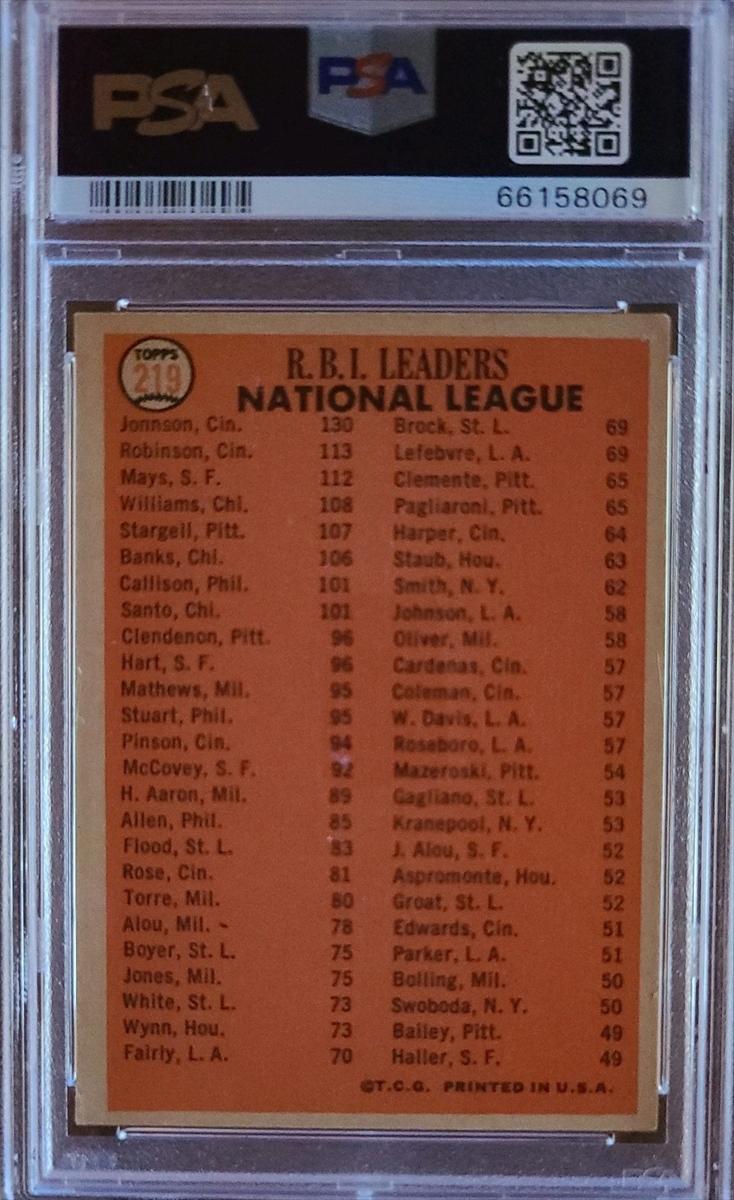 PSA
PSA
66158069
TOPPS
219
R.B.I. LEADERS
NATIONAL LEAGUE
Johnson, Cin. 130 Brock, St. L. 69
Robinson, Cin. 113 Lefebvre, L. A. 69
Mays, S. F. 112 Clemente, Pitt. 65
Williams, Chi. 108 Pagliaroni, Pitt. 65
Stargell, Pitt. 107 Harper, Cin. 64
Banks, Chi. 106 Staub, Hou. 63
Callison, Phil. 101 Smith, N. Y. 62
Santo, Chi. 101 Johnson, L. A. 58
Clendenon, Pitt. 96 Oliver, Mil. 58
Hart, S. F. 96 Cardenas, Cin. 57
Mathews, Mil. 95 Coleman, Cin. 57
Stuart, Phil. 95 W. Davis, L. A. 57
Pinson, Cin. 94 Roseboro, L. A. 57
McCovey, S. F. 92 Mazeroski, Pitt. 54
H. Aaron, Mil. 89 Gagliano, St. L. 53
Allen, Phil. 85 Kranepool, N. Y. 53
Flood, St. L. 83 J. Alou, S. F. 52
Rose, Cin. 81 Aspromonte, Hou. 52
Torre, Mil. 80 Groat, St. L. 52
Alou, Mil. 78 Edwards, Cin. 51
Boyer, St. L. 75 Parker, L. A. 51
Jones, Mil. 75 Bolling, Mil. 50
White, St. L. 73 Swoboda, N. Y. 50
Wynn, Hou. 73 Bailey, Pitt. 49
Fairly, L. A. 70 Haller, S. F. 49
©T.C.G. PRINTED IN U.S.A.
PSA